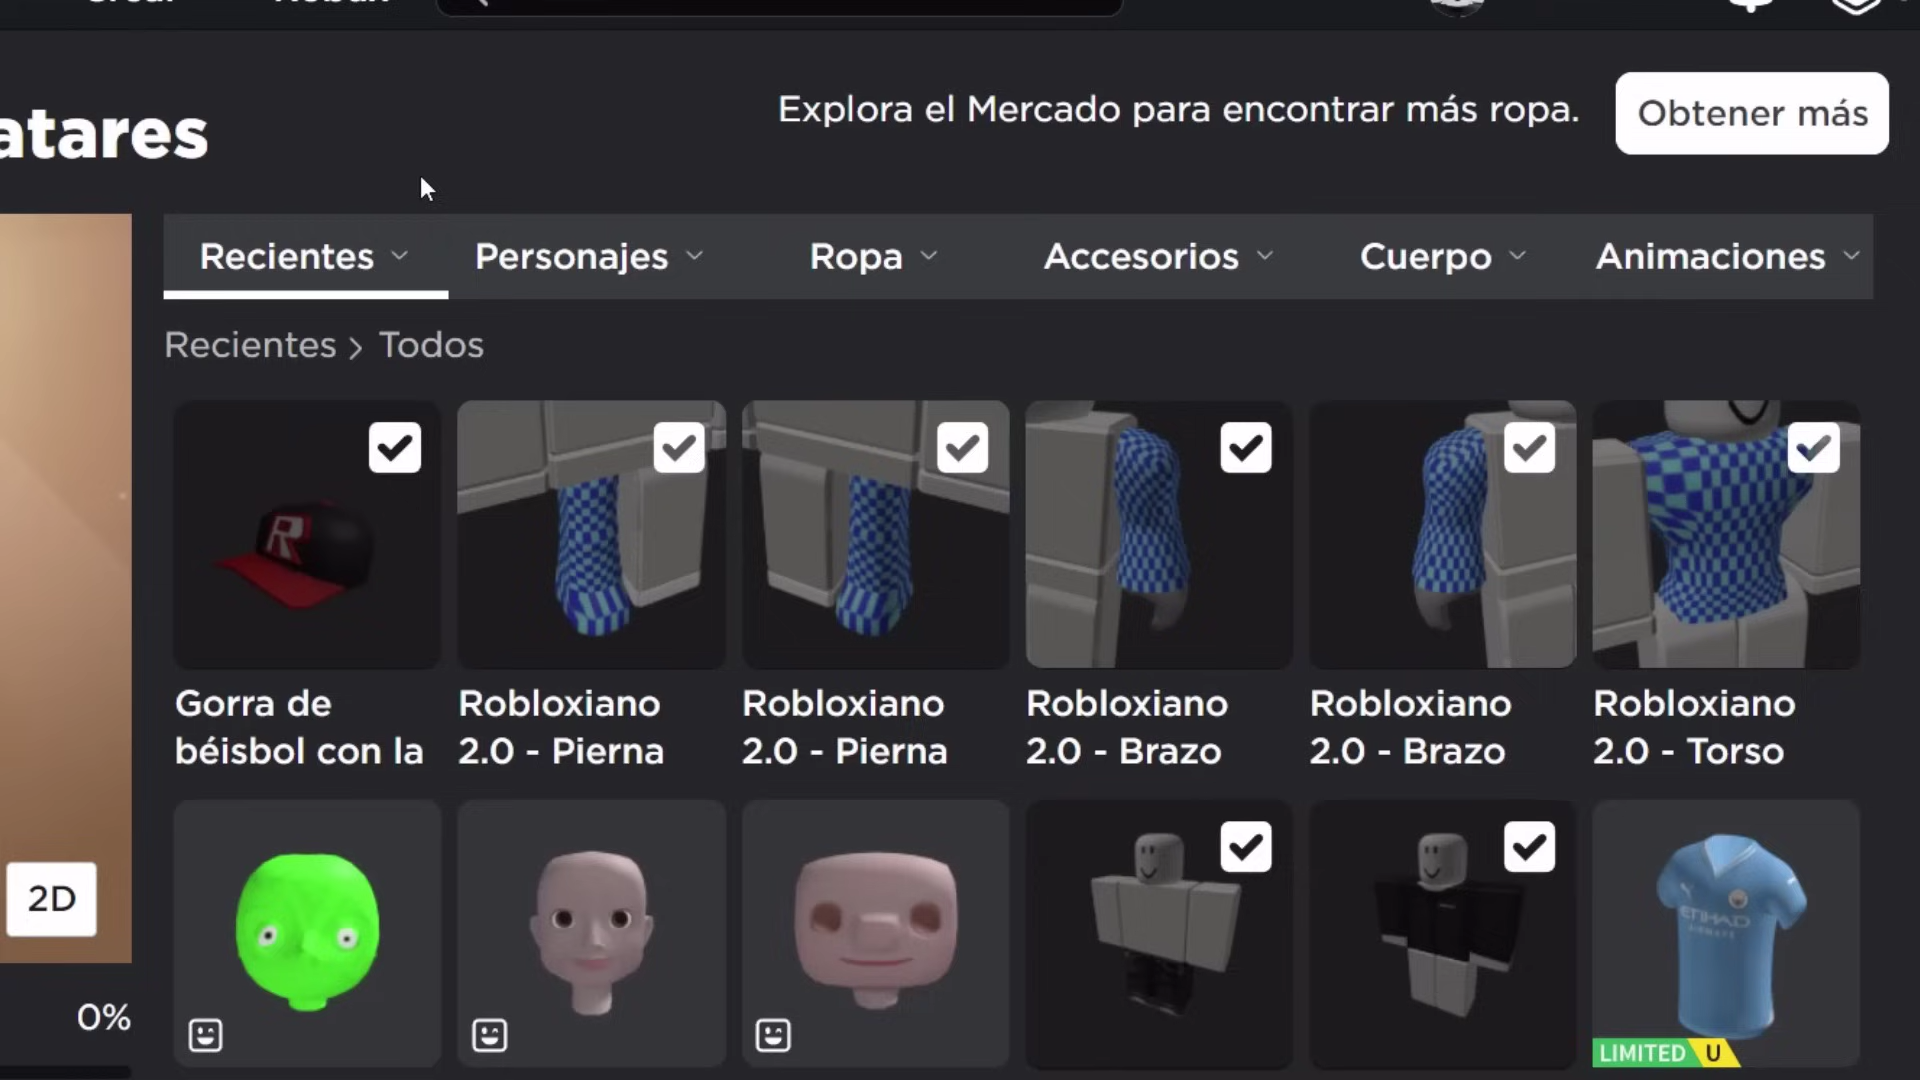 Explora el Mercado para encontrar más ropa.
Obtener más
atares
Recientes Personajes Ropa Accesorios Cuerpo Animaciones
Recientes > Todos
R
Gorra de
béisbol con la
Robloxiano
2.0 - Pierna
Robloxiano
2.0 - Pierna
Robloxiano
2.0 - Brazo
Robloxiano
2.0 - Brazo
Robloxiano
2.0 - Torso
2D
0%
ETIHAD
AIRWAYS
LIMITED U